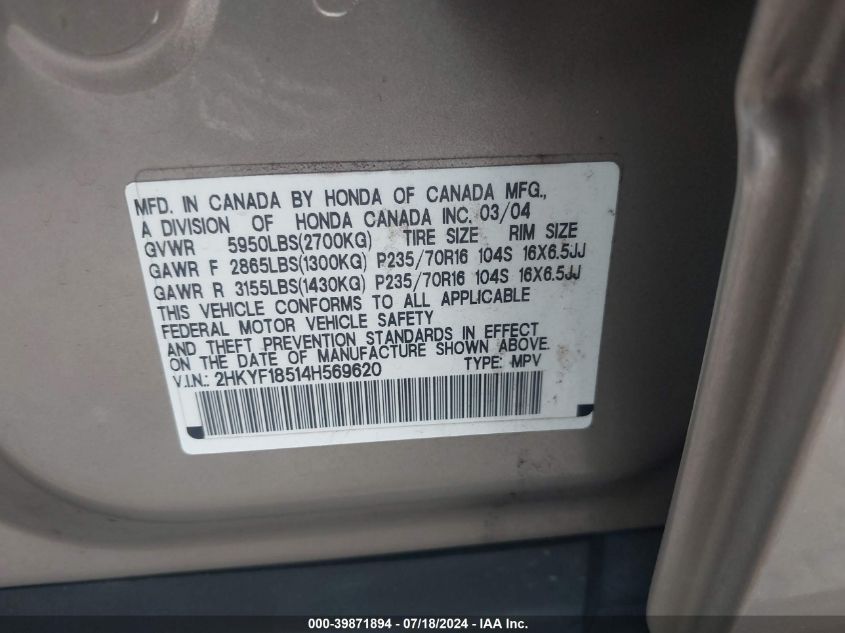 MFD. IN CANADA BY HONDA OF CANADA MFG.,
A DIVISION OF HONDA CANADA INC. 03/04
GVWR 5950LBS(2700KG) TIRE SIZE RIM SIZE
GAWR F 2865LBS(1300KG) P235/70R16 104S 16X6.5JJ
GAWR R 3155LBS(1430KG) P235/70R16 104S 16X6.5JJ
THIS VEHICLE CONFORMS TO ALL APPLICABLE
FEDERAL MOTOR VEHICLE SAFETY
AND THEFT PREVENTION STANDARDS IN EFFECT
ON THE DATE OF MANUFACTURE SHOWN ABOVE.
V.I.N.: 2HKYF18514H569620 TYPE: MPV
000-39871894 - 07/18/2024 - IAA Inc.